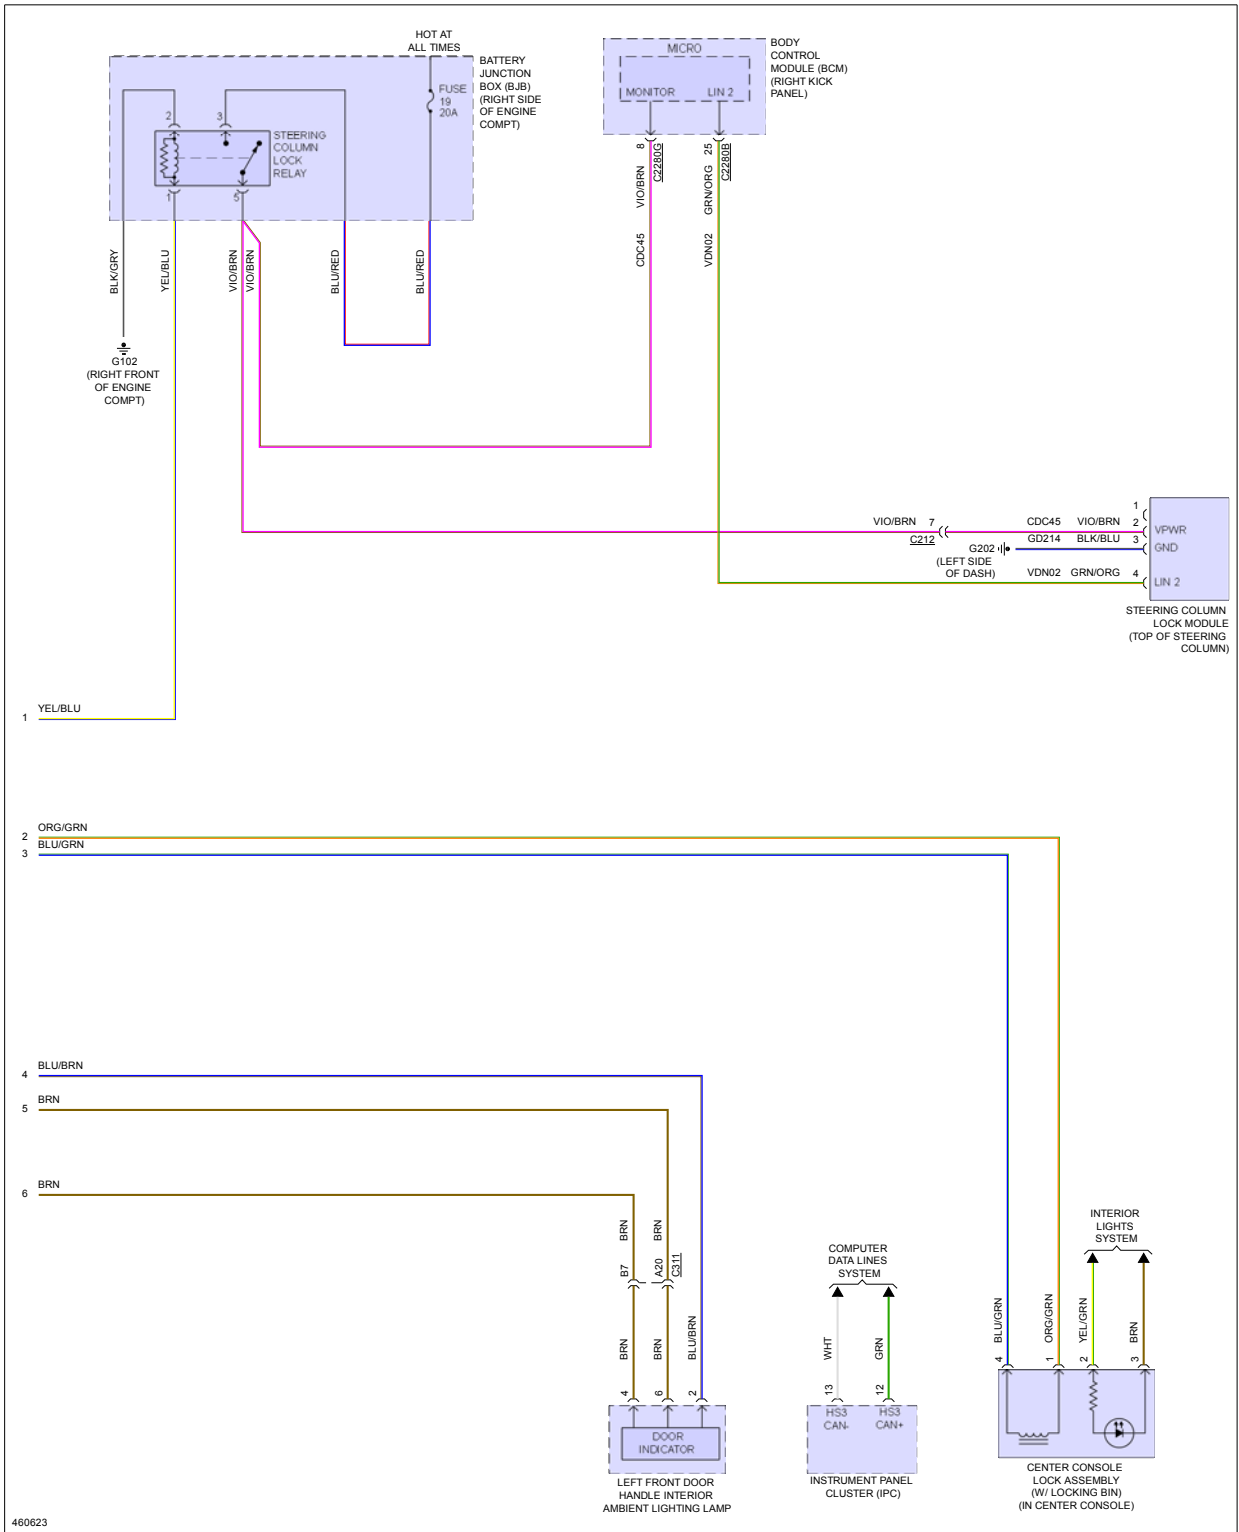 HOT AT
ALL TIMES
BATTERY
JUNCTION
BOX (BJB)
(RIGHT SIDE
OF ENGINE
COMPT)
FUSE
19
20A
2
3
STEERING
COLUMN
LOCK
RELAY
1
5
MICRO
MONITOR
LIN 2
BODY
CONTROL
MODULE (BCM)
(RIGHT KICK
PANEL)
8
C2280G
25
C2280B
VIO/BRN
GRN/ORG
CDC45
VDN02
BLK/GRY
YEL/BLU
VIO/BRN
VIO/BRN
BLU/RED
BLU/RED
G102
(RIGHT FRONT
OF ENGINE
COMPT)
VIO/BRN 7
C212
CDC45 VIO/BRN 2
GD214 BLK/BLU 3
G202
(LEFT SIDE
OF DASH)
VDN02 GRN/ORG 4
1
VPWR
GND
LIN 2
STEERING COLUMN
LOCK MODULE
(TOP OF STEERING
COLUMN)
1 YEL/BLU
2 ORG/GRN
3 BLU/GRN
4 BLU/BRN
5 BRN
6 BRN
BRN
BRN
B7
A20
C311
BRN
BRN
BLU/BRN
4
6
2
DOOR
INDICATOR
LEFT FRONT DOOR
HANDLE INTERIOR
AMBIENT LIGHTING LAMP
COMPUTER
DATA LINES
SYSTEM
WHT
GRN
13
12
HS3
CAN-
HS3
CAN+
INSTRUMENT PANEL
CLUSTER (IPC)
INTERIOR
LIGHTS
SYSTEM
BLU/GRN
ORG/GRN
YEL/GRN
BRN
4
1
2
3
CENTER CONSOLE
LOCK ASSEMBLY
(W/ LOCKING BIN)
(IN CENTER CONSOLE)
460623